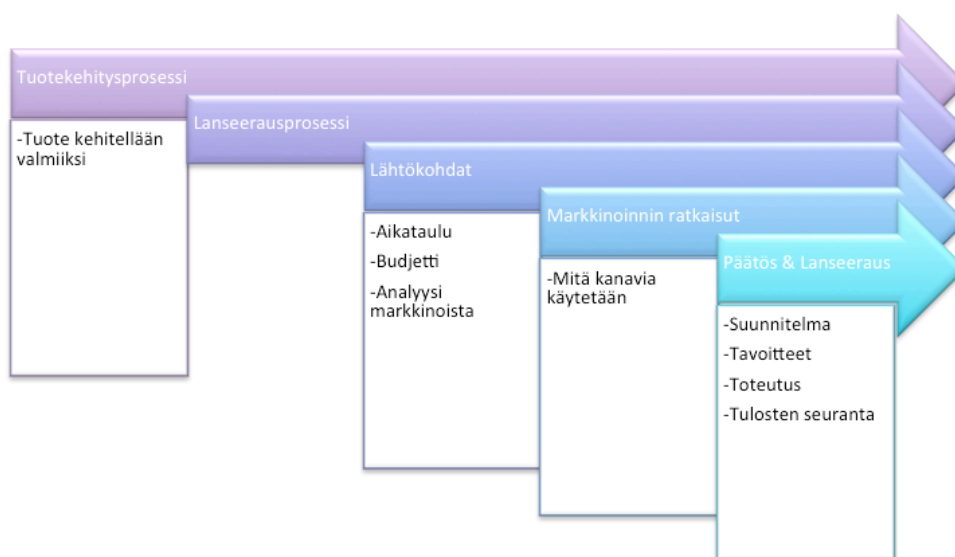 Tuotekehitysprosessi
-Tuote kehitellään
valmiiksi
Lanseerausprosessi
Lähtökohdat
-Aikataulu
-Budjetti
-Analyysi
markkinoista
Markkinoinnin ratkaisut
-Mitä kanavia
käytetään
Päätös & Lanseeraus
-Suunnitelma
-Tavoitteet
-Toteutus
-Tulosten seuranta